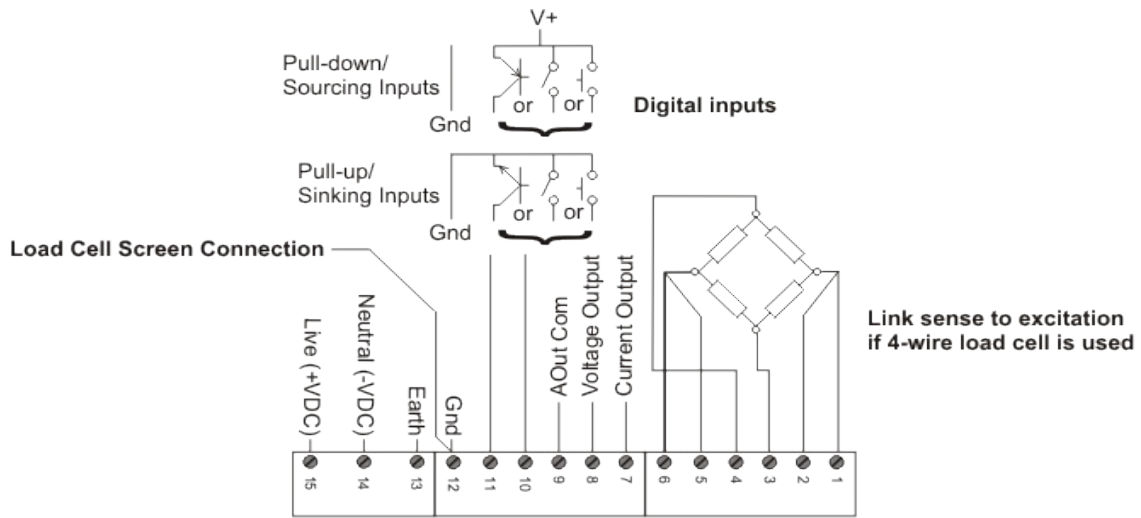 V+
Pull-down/
Sourcing Inputs
or
or
Gnd
Digital inputs
Pull-up/
Sinking Inputs
or
or
Gnd
Load Cell Screen Connection
Live (+VDC)
Neutral (-VDC)
Earth
Gnd
AOut Com
Voltage Output
Current Output
Link sense to excitation
if 4-wire load cell is used
15
14
13
12
11
10
9
8
7
6
5
4
3
2
1